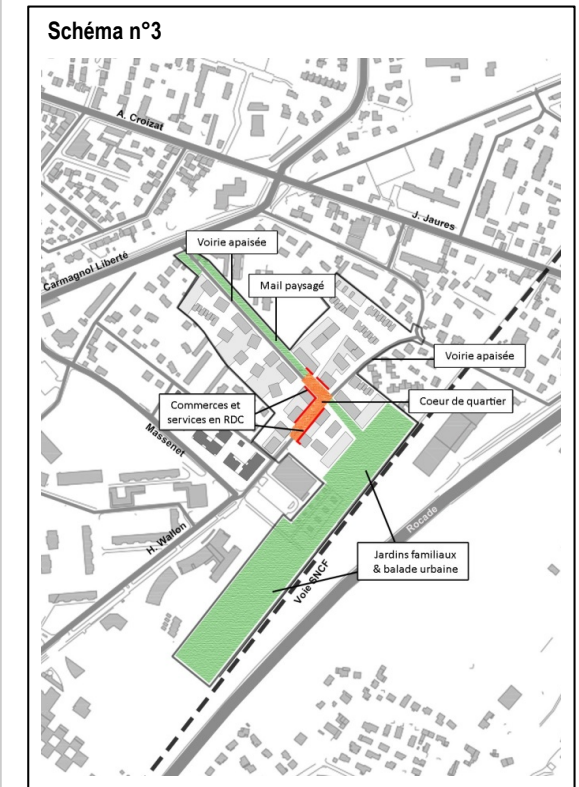 Schéma n°3
A. Croizat
J. Jaures
Carmagnol Liberté
Voirie apaisée
Mail paysagé
Voirie apaisée
Coeur de quartier
Commerces et
services en RDC
Massenet
H. Wallon
Rocade
Jardins familiaux
& balade urbaine
Voie SNCF